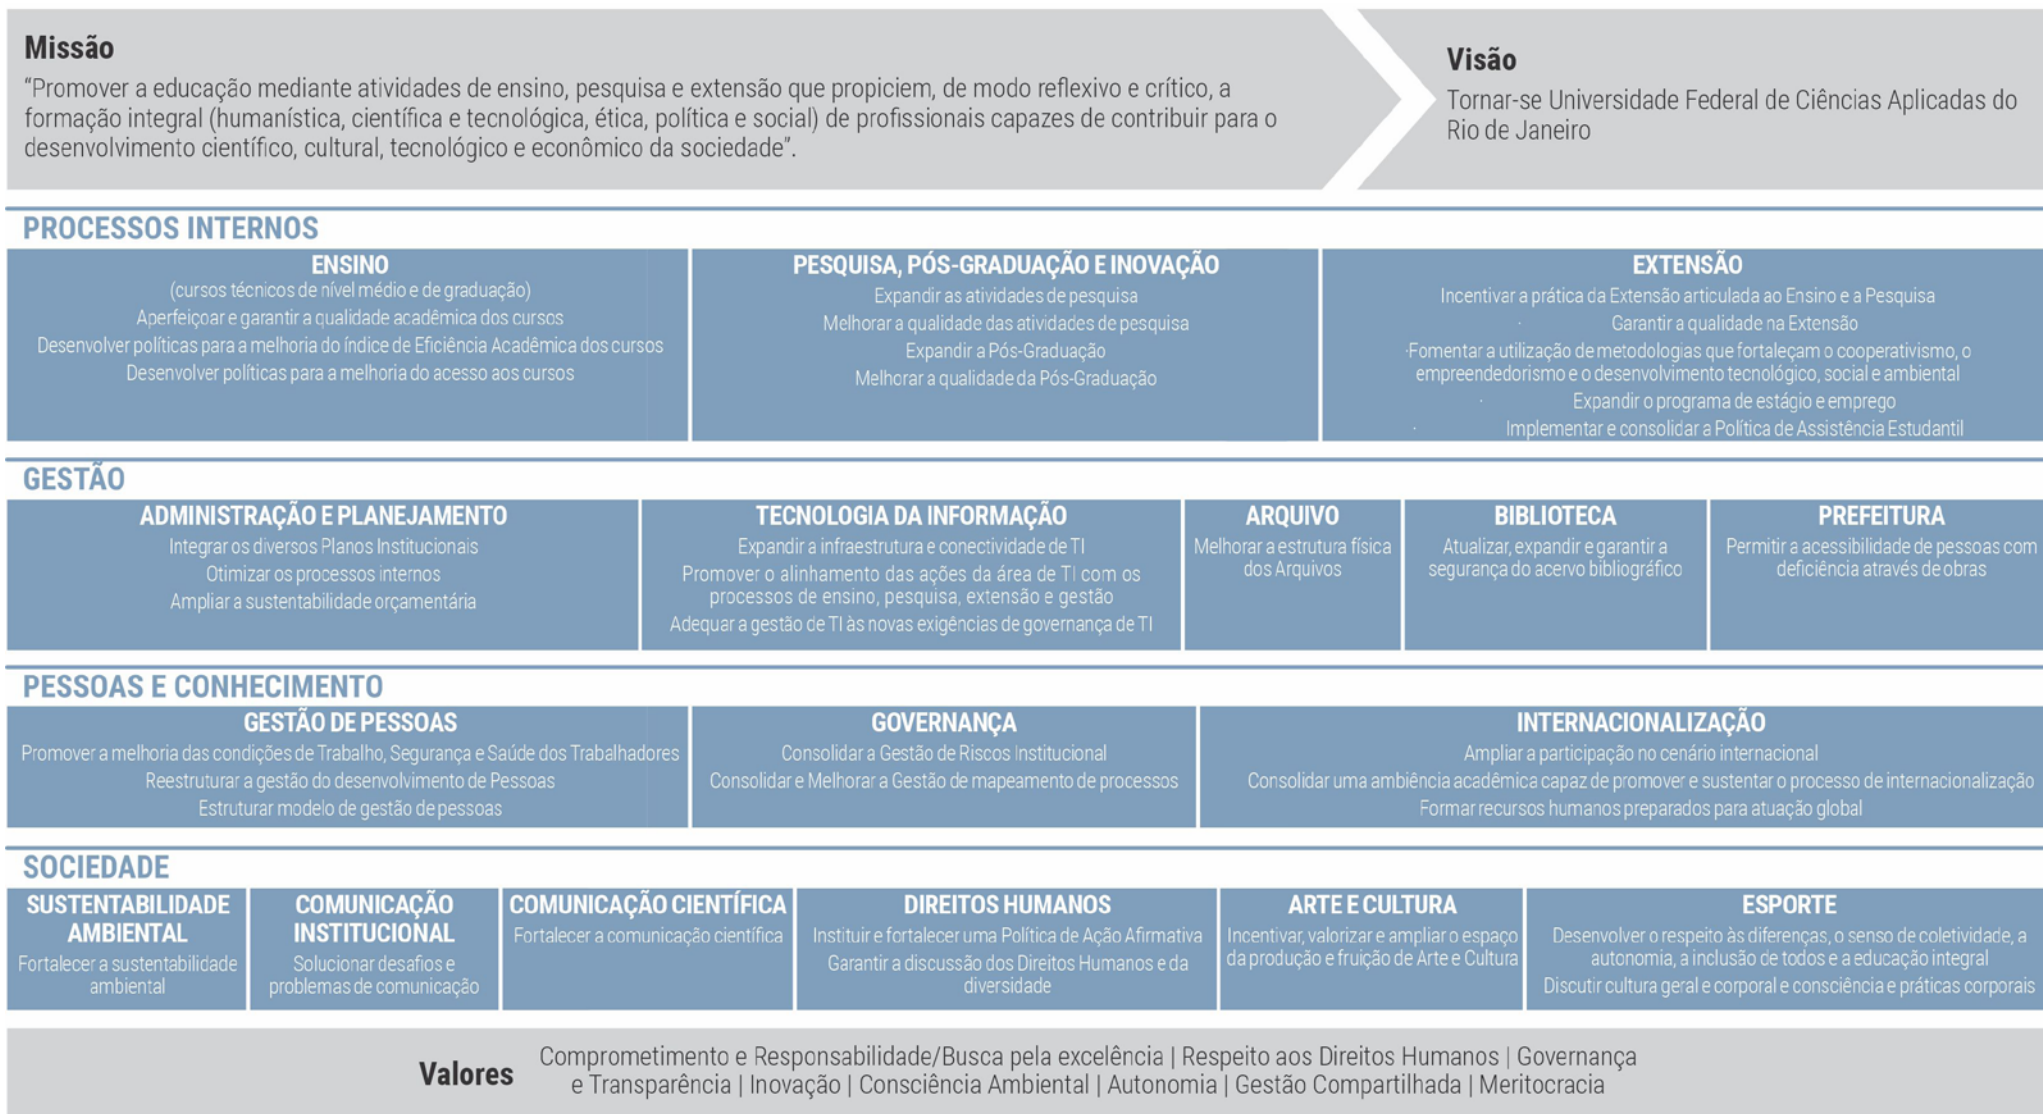 Missão
“Promover a educação mediante atividades de ensino, pesquisa e extensão que propiciem, de modo reflexivo e crítico, a
formação integral (humanística, científica e tecnológica, ética, política e social) de profissionais capazes de contribuir para o
desenvolvimento científico, cultural, tecnológico e econômico da sociedade”.
Visão
Tornar-se Universidade Federal de Ciências Aplicadas do
Rio de Janeiro
PROCESSOS INTERNOS
ENSINO
(cursos técnicos de nível médio e de graduação)
Aperfeiçoar e garantir a qualidade acadêmica dos cursos
Desenvolver políticas para a melhoria do índice de Eficiência Acadêmica dos cursos
Desenvolver políticas para a melhoria do acesso aos cursos
PESQUISA, PÓS-GRADUAÇÃO E INOVAÇÃO
Expandir as atividades de pesquisa
Melhorar a qualidade das atividades de pesquisa
Expandir a Pós-Graduação
Melhorar a qualidade da Pós-Graduação
EXTENSÃO
Incentivar a prática da Extensão articulada ao Ensino e a Pesquisa
· Garantir a qualidade na Extensão
·Fomentar a utilização de metodologias que fortaleçam o cooperativismo, o
empreendedorismo e o desenvolvimento tecnológico, social e ambiental
· Expandir o programa de estágio e emprego
· Implementar e consolidar a Política de Assistência Estudantil
GESTÃO
ADMINISTRAÇÃO E PLANEJAMENTO
Integrar os diversos Planos Institucionais
Otimizar os processos internos
Ampliar a sustentabilidade orçamentária
TECNOLOGIA DA INFORMAÇÃO
Expandir a infraestrutura e conectividade de TI
Promover o alinhamento das ações da área de TI com os
processos de ensino, pesquisa, extensão e gestão
Adequar a gestão de TI às novas exigências de governança de TI
ARQUIVO
Melhorar a estrutura física
dos Arquivos
BIBLIOTECA
Atualizar, expandir e garantir a
segurança do acervo bibliográfico
PREFEITURA
Permitir a acessibilidade de pessoas com
deficiência através de obras
PESSOAS E CONHECIMENTO
GESTÃO DE PESSOAS
Promover a melhoria das condições de Trabalho, Segurança e Saúde dos Trabalhadores
Reestruturar a gestão do desenvolvimento de Pessoas
Estruturar modelo de gestão de pessoas
GOVERNANÇA
Consolidar a Gestão de Riscos Institucional
Consolidar e Melhorar a Gestão de mapeamento de processos
INTERNACIONALIZAÇÃO
Ampliar a participação no cenário internacional
Consolidar uma ambiência acadêmica capaz de promover e sustentar o processo de internacionalização
Formar recursos humanos preparados para atuação global
SOCIEDADE
SUSTENTABILIDADE
AMBIENTAL
Fortalecer a sustentabilidade
ambiental
COMUNICAÇÃO
INSTITUCIONAL
Solucionar desafios e
problemas de comunicação
COMUNICAÇÃO CIENTÍFICA
Fortalecer a comunicação científica
DIREITOS HUMANOS
Instituir e fortalecer uma Política de Ação Afirmativa
Garantir a discussão dos Direitos Humanos e da
diversidade
ARTE E CULTURA
Incentivar, valorizar e ampliar o espaço
da produção e fruição de Arte e Cultura
ESPORTE
Desenvolver o respeito às diferenças, o senso de coletividade, a
autonomia, a inclusão de todos e a educação integral
Discutir cultura geral e corporal e consciência e práticas corporais
Valores
Comprometimento e Responsabilidade/Busca pela excelência | Respeito aos Direitos Humanos | Governança
e Transparência | Inovação | Consciência Ambiental | Autonomia | Gestão Compartilhada | Meritocracia